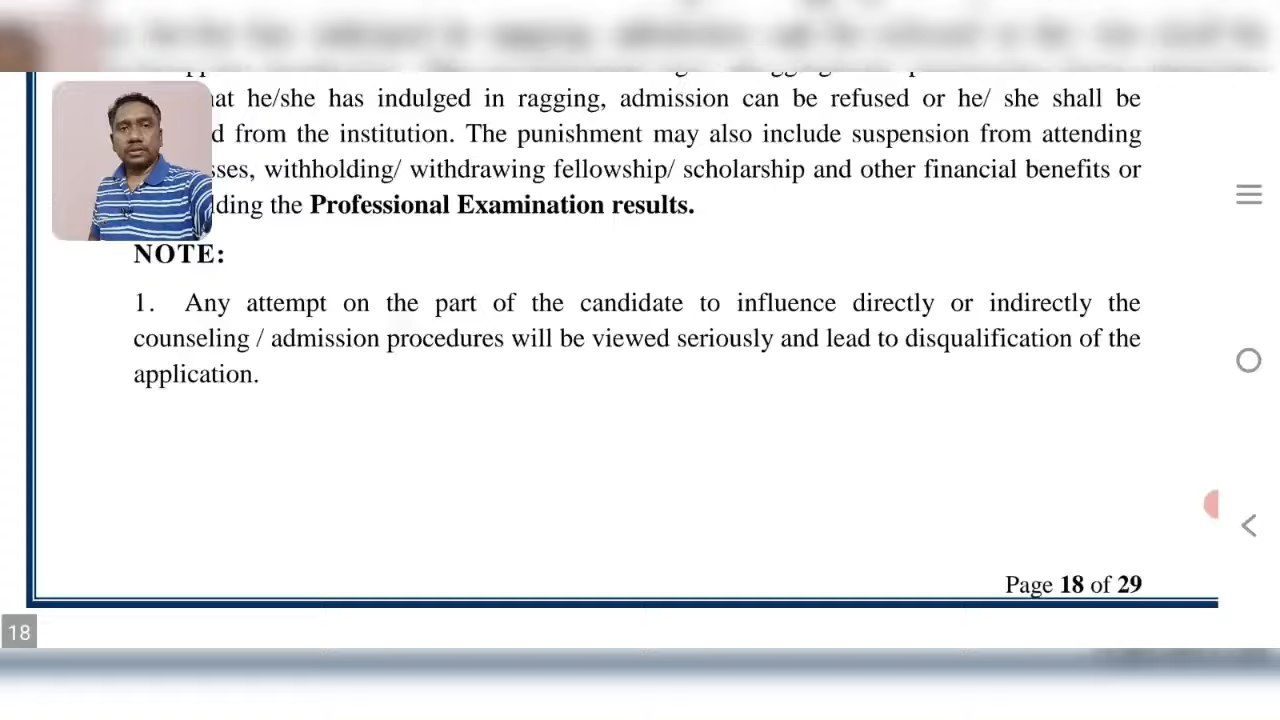 he/she has indulged in ragging, admission can be refused or he/ she shall be
from the institution. The punishment may also include suspension from attending
withholding/ withdrawing fellowship/ scholarship and other financial benefits or
the Professional Examination results.
NOTE:
1. Any attempt on the part of the candidate to influence directly or indirectly the
counseling / admission procedures will be viewed seriously and lead to disqualification of the
application.
Page 18 of 29
18